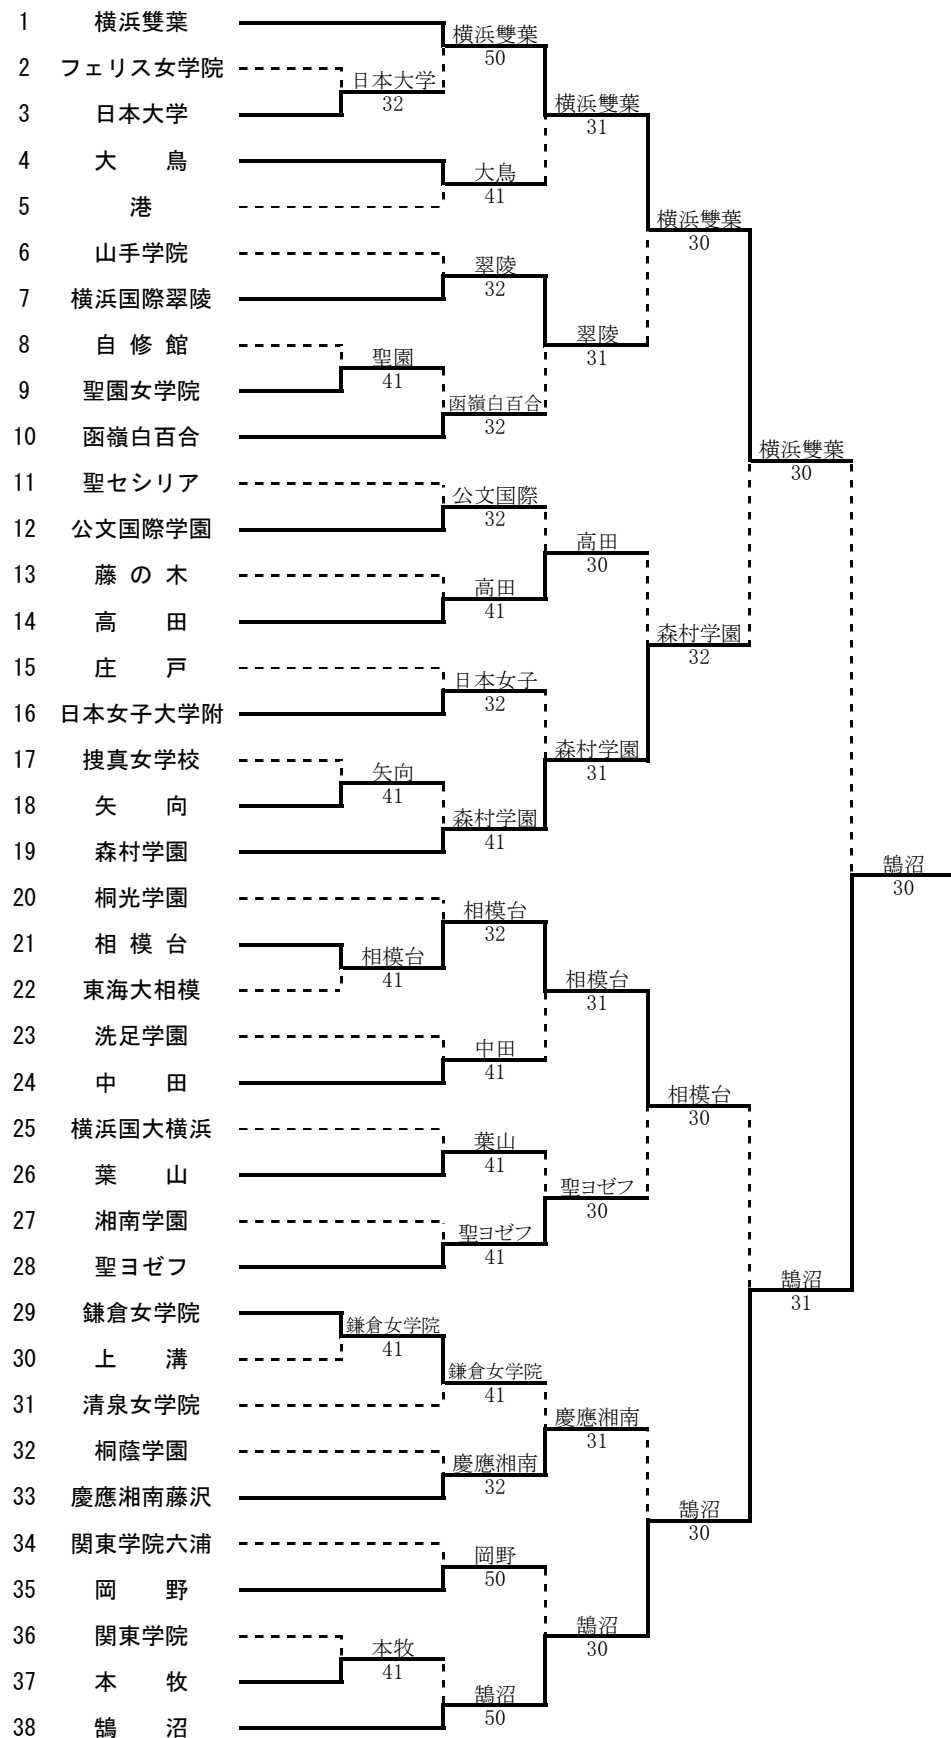 1 横浜雙葉
横浜雙葉
50
2 フェリス女学院
日本大学
32
3 日本大学
横浜雙葉
31
4 大 鳥
大鳥
41
5 港
横浜雙葉
30
6 山手学院
翠陵
32
7 横浜国際翠陵
翠陵
31
8 自 修 館
聖園
41
9 聖園女学院
函嶺白百合
32
10 函嶺白百合
横浜雙葉
30
11 聖セシリア
公文国際
32
12 公文国際学園
高田
30
13 藤 の 木
高田
41
14 高 田
森村学園
32
15 庄 戸
日本女子
32
16 日本女子大学附
森村学園
31
17 捜真女学校
矢向
41
18 矢 向
森村学園
41
19 森村学園
鵠沼
30
20 桐光学園
相模台
32
21 相 模 台
相模台
41
22 東海大相模
相模台
31
23 洗足学園
中田
41
24 中 田
相模台
30
25 横浜国大横浜
葉山
41
26 葉 山
聖ヨゼフ
30
27 湘南学園
聖ヨゼフ
41
28 聖ヨゼフ
鵠沼
31
29 鎌倉女学院
鎌倉女学院
41
30 上 溝
鎌倉女学院
41
31 清泉女学院
慶應湘南
31
32 桐蔭学園
慶應湘南
32
33 慶應湘南藤沢
鵠沼
30
34 関東学院六浦
岡野
50
35 岡 野
鵠沼
30
36 関東学院
本牧
41
37 本 牧
鵠沼
50
38 鵠 沼